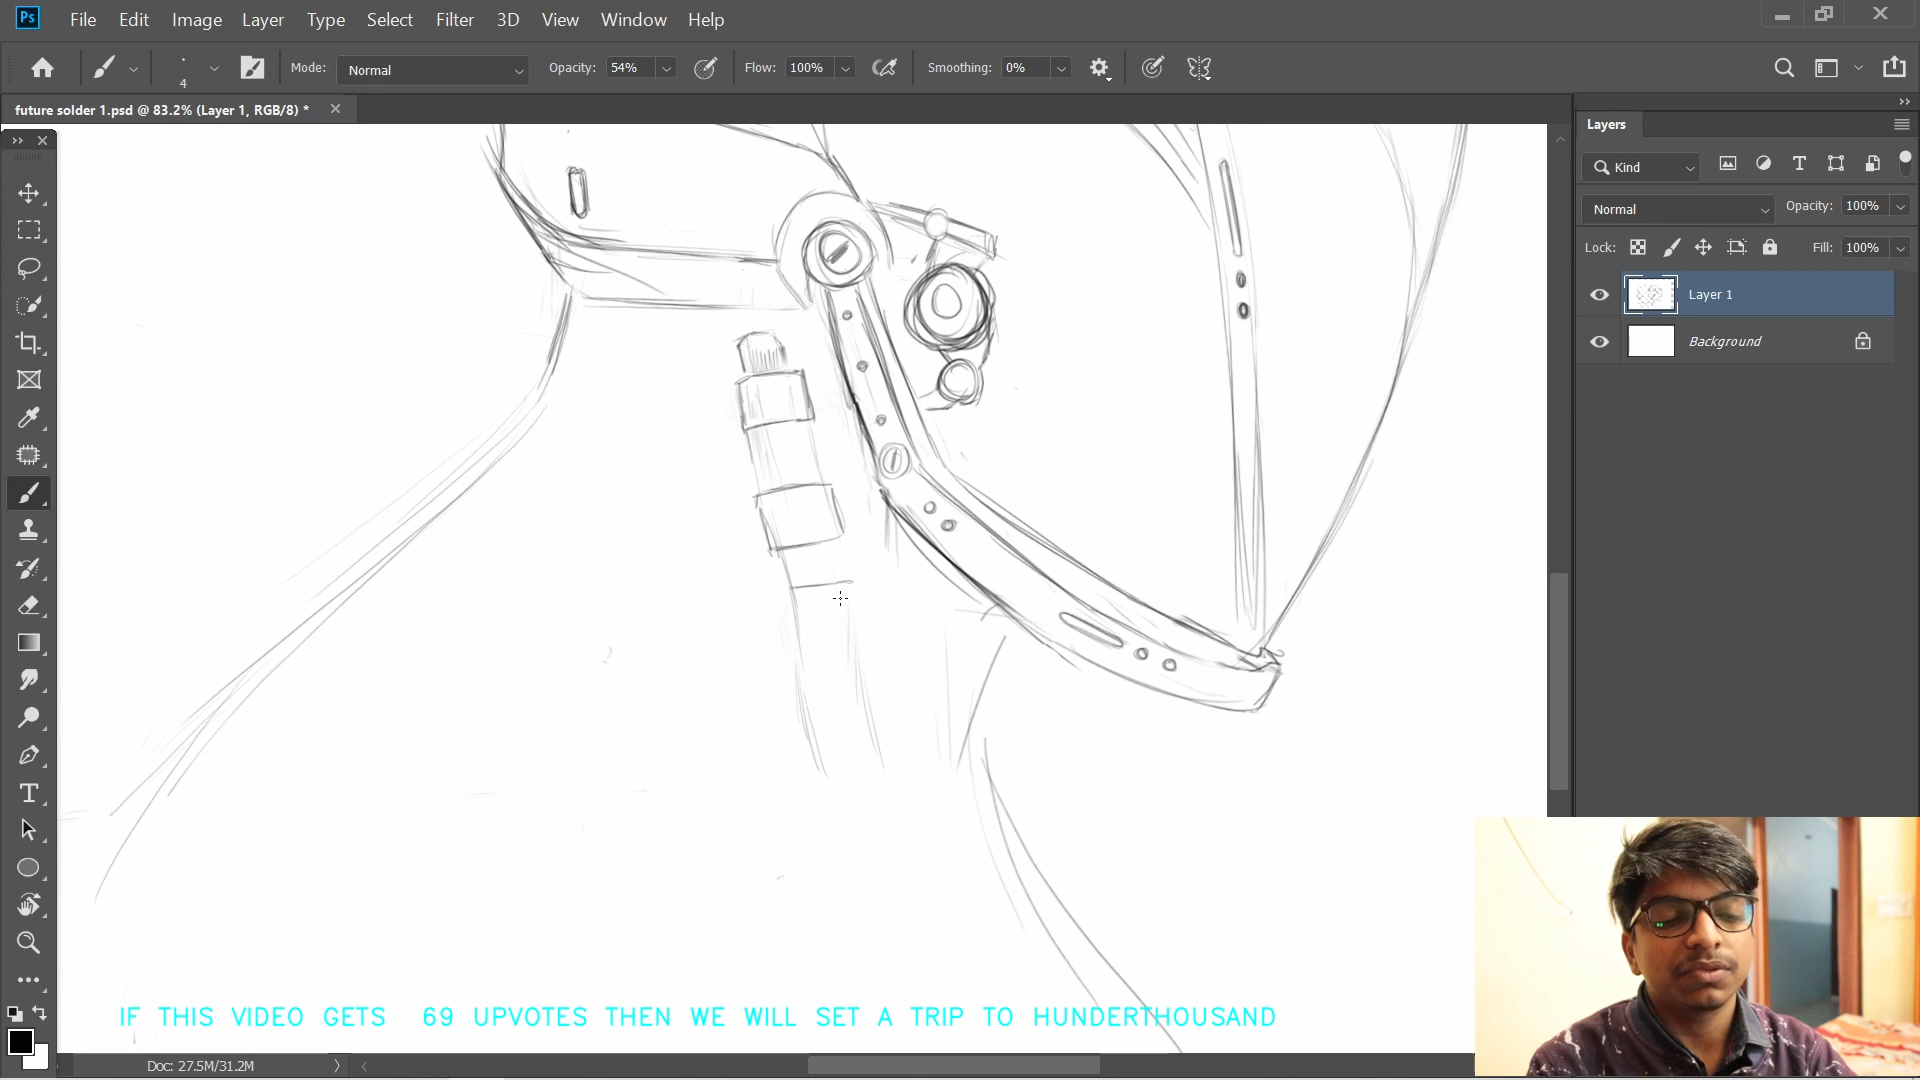 Ps File Edit Image Layer Type Select Filter 3D View Window Help
4 Mode: Normal Opacity: 54% Flow: 100% Smoothing: 0%
future solder 1.psd @ 83.2% (Layer 1, RGB/8) *
Layers
Kind
Normal Opacity: 100%
Lock: Fill: 100%
Layer 1
Background
IF THIS VIDEO GETS 69 UPVOTES THEN WE WILL SET A TRIP TO HUNDERTHOUSAND
Doc: 27.5M/31.2M